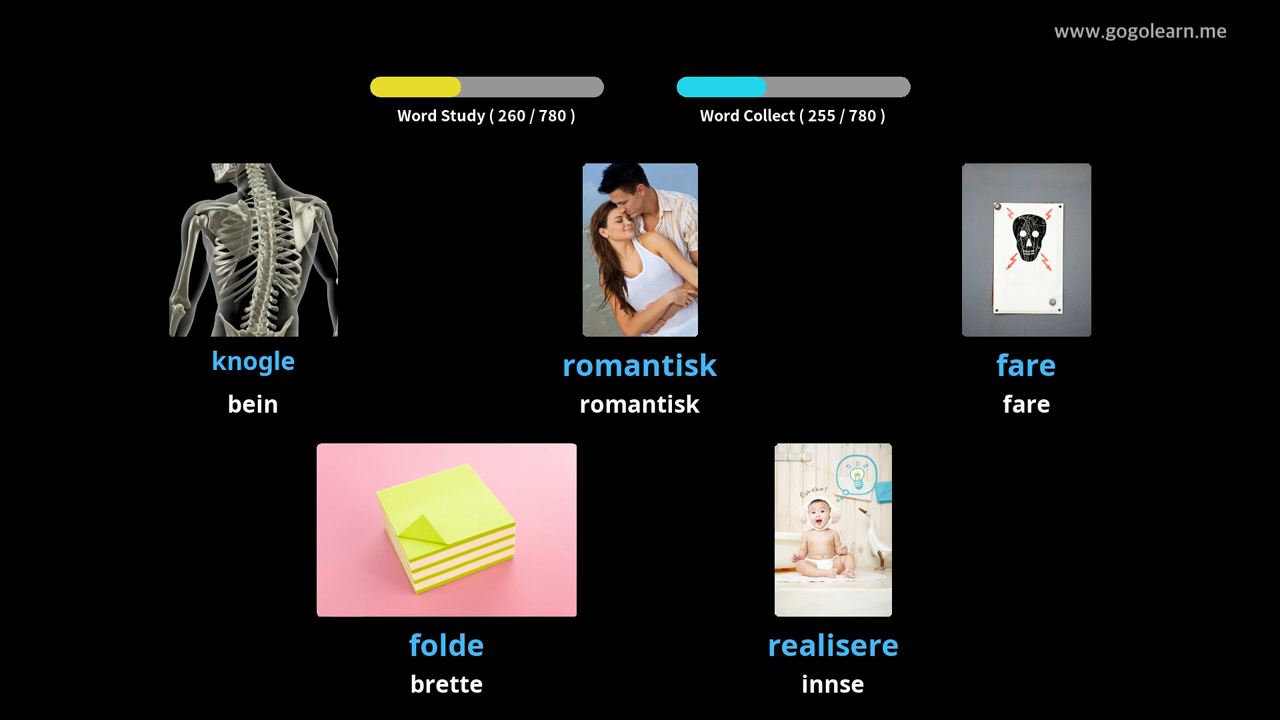 www.gogolearn.me
Word Study ( 260 / 780 )
Word Collect ( 255 / 780 )
knogle
bein
romantisk
romantisk
fare
fare
Eureka!
folde
brette
realisere
innse